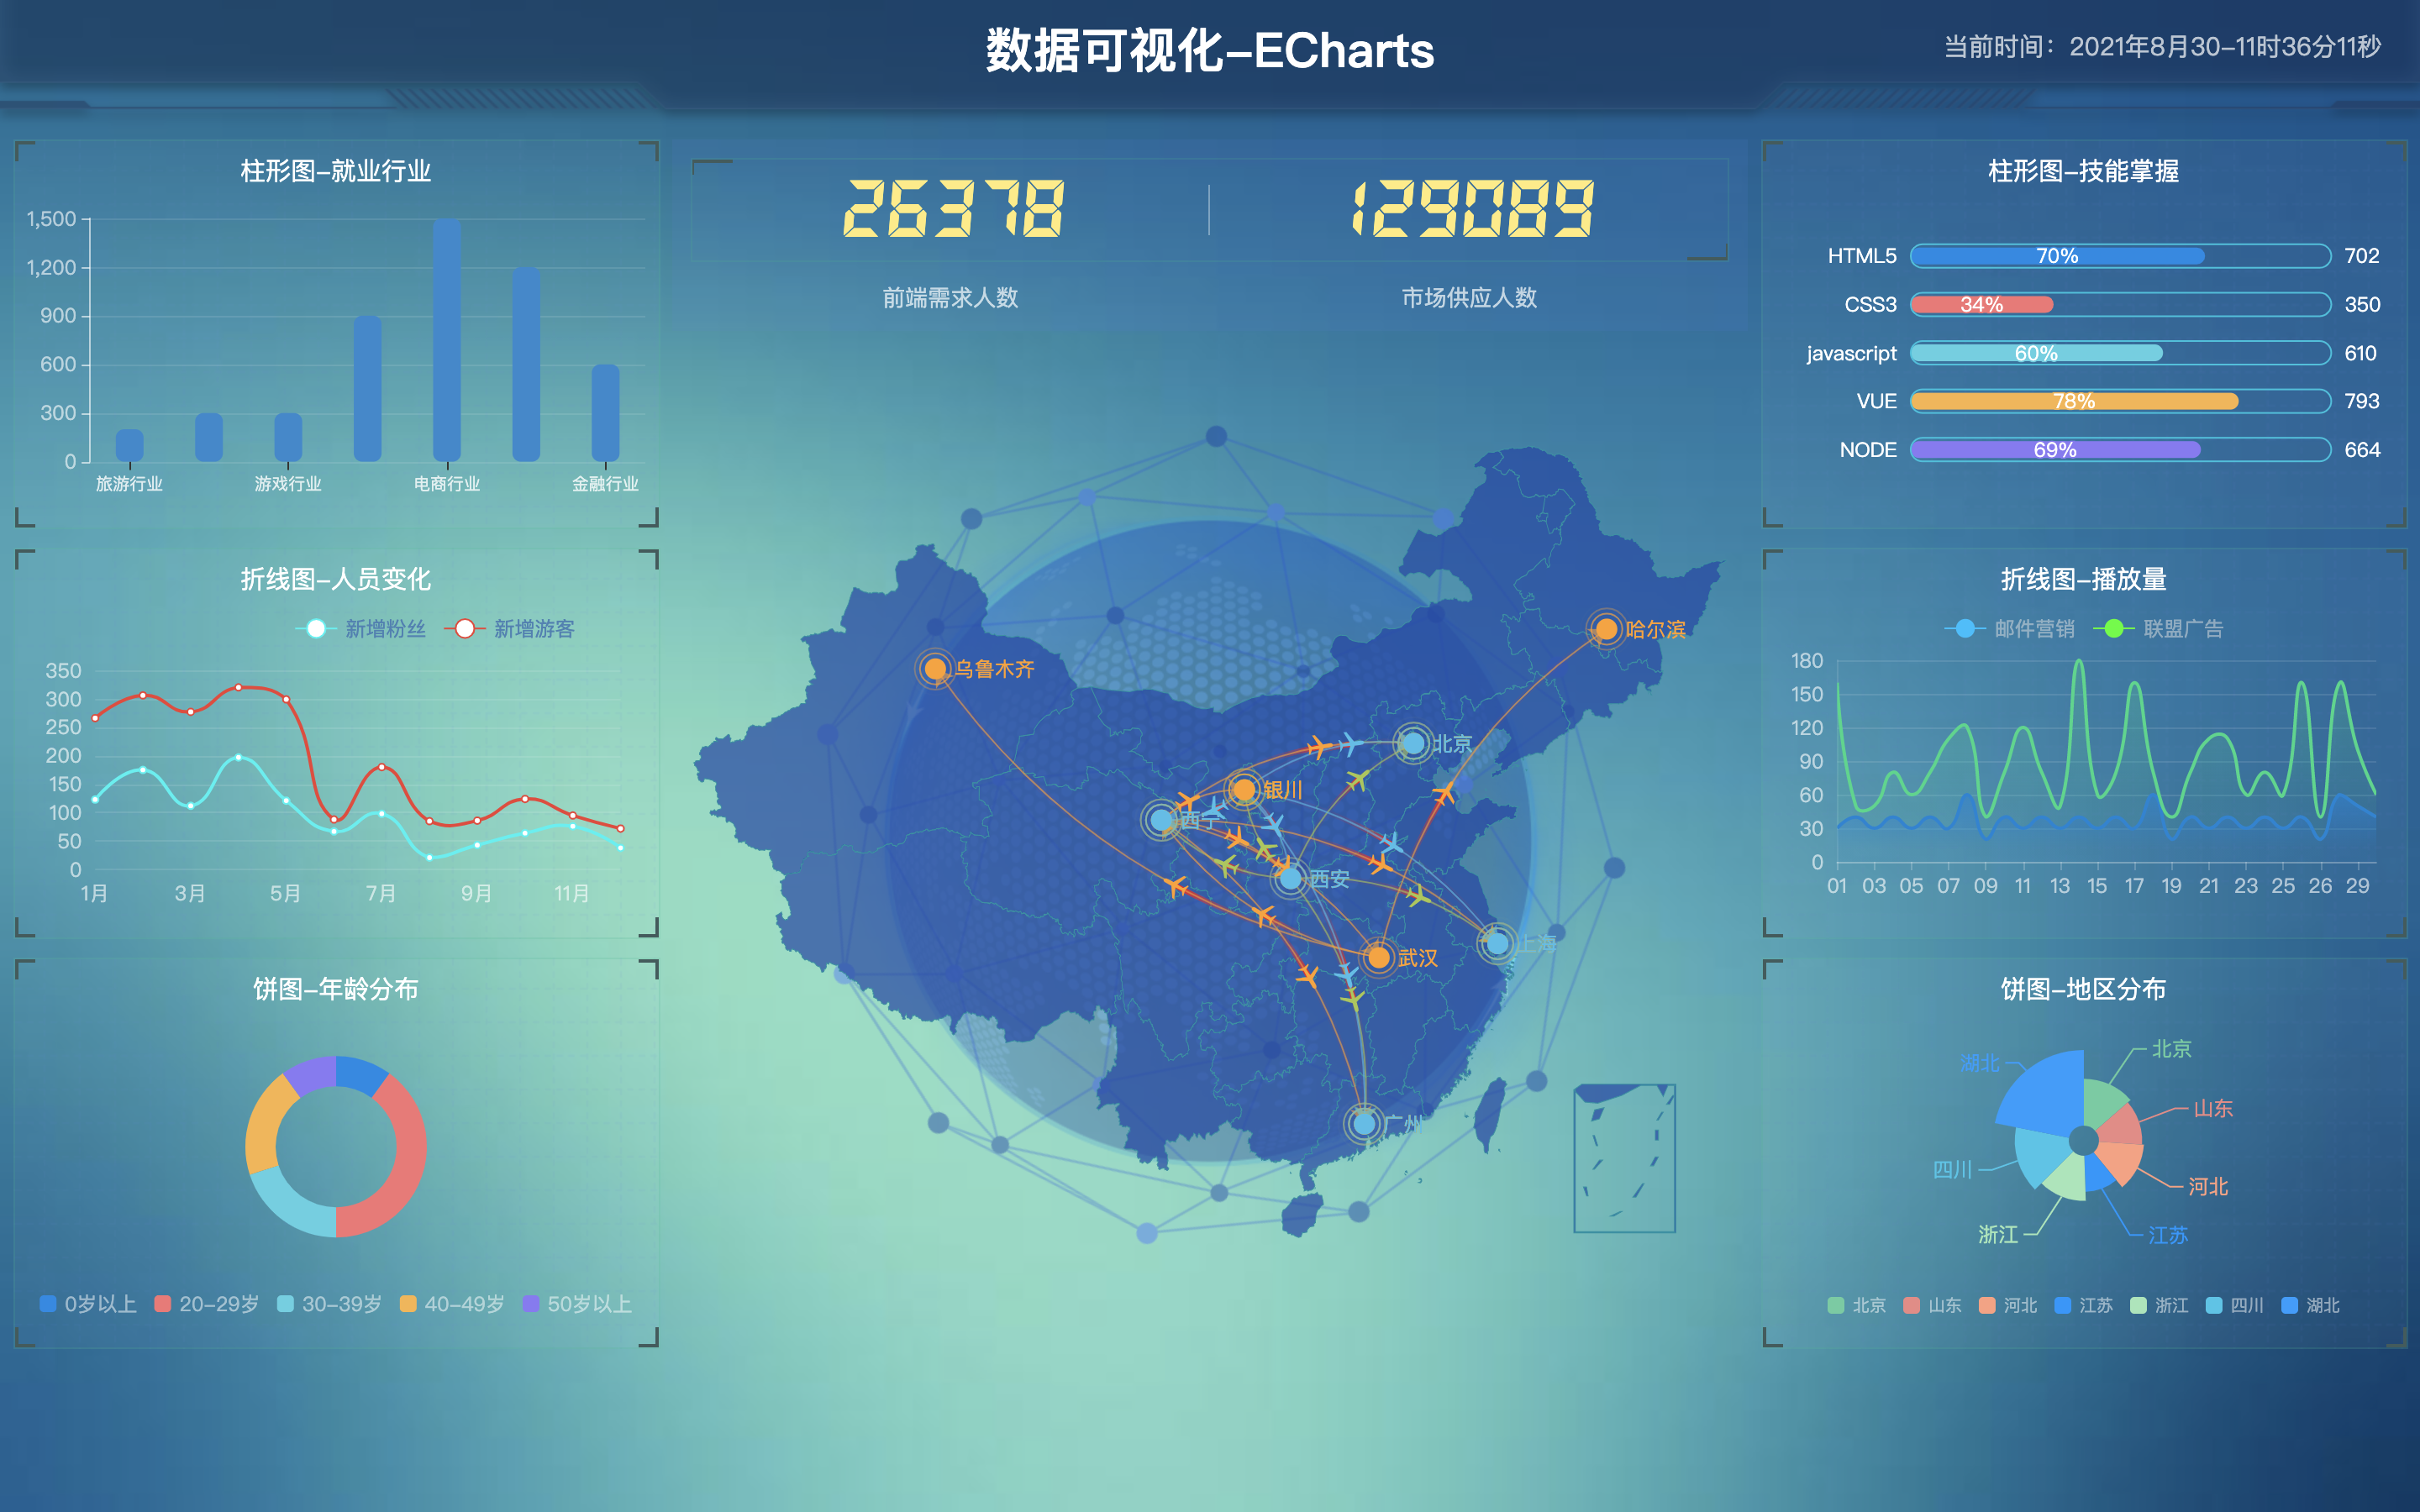 数据可视化-ECharts
当前时间：2021年8月30-11时36分11秒
柱形图-就业行业
1,500
1,200
900
600
300
0
旅游行业 游戏行业 电商行业 金融行业
折线图-人员变化
新增粉丝 新增游客
350
300
250
200
150
100
50
0
1月 3月 5月 7月 9月 11月
饼图-年龄分布
0岁以上 20-29岁 30-39岁 40-49岁 50岁以上
26378 129089
前端需求人数 市场供应人数
哈尔滨
乌鲁木齐
北京
银川
西宁
西安
上海
武汉
广州
柱形图-技能掌握
HTML5 70% 702
CSS3 34% 350
javascript 60% 610
VUE 78% 793
NODE 69% 664
折线图-播放量
邮件营销 联盟广告
180
150
120
90
60
30
0
01 03 05 07 09 11 13 15 17 19 21 23 25 26 29
饼图-地区分布
北京
湖北
山东
四川
河北
浙江
江苏
北京 山东 河北 江苏 浙江 四川 湖北